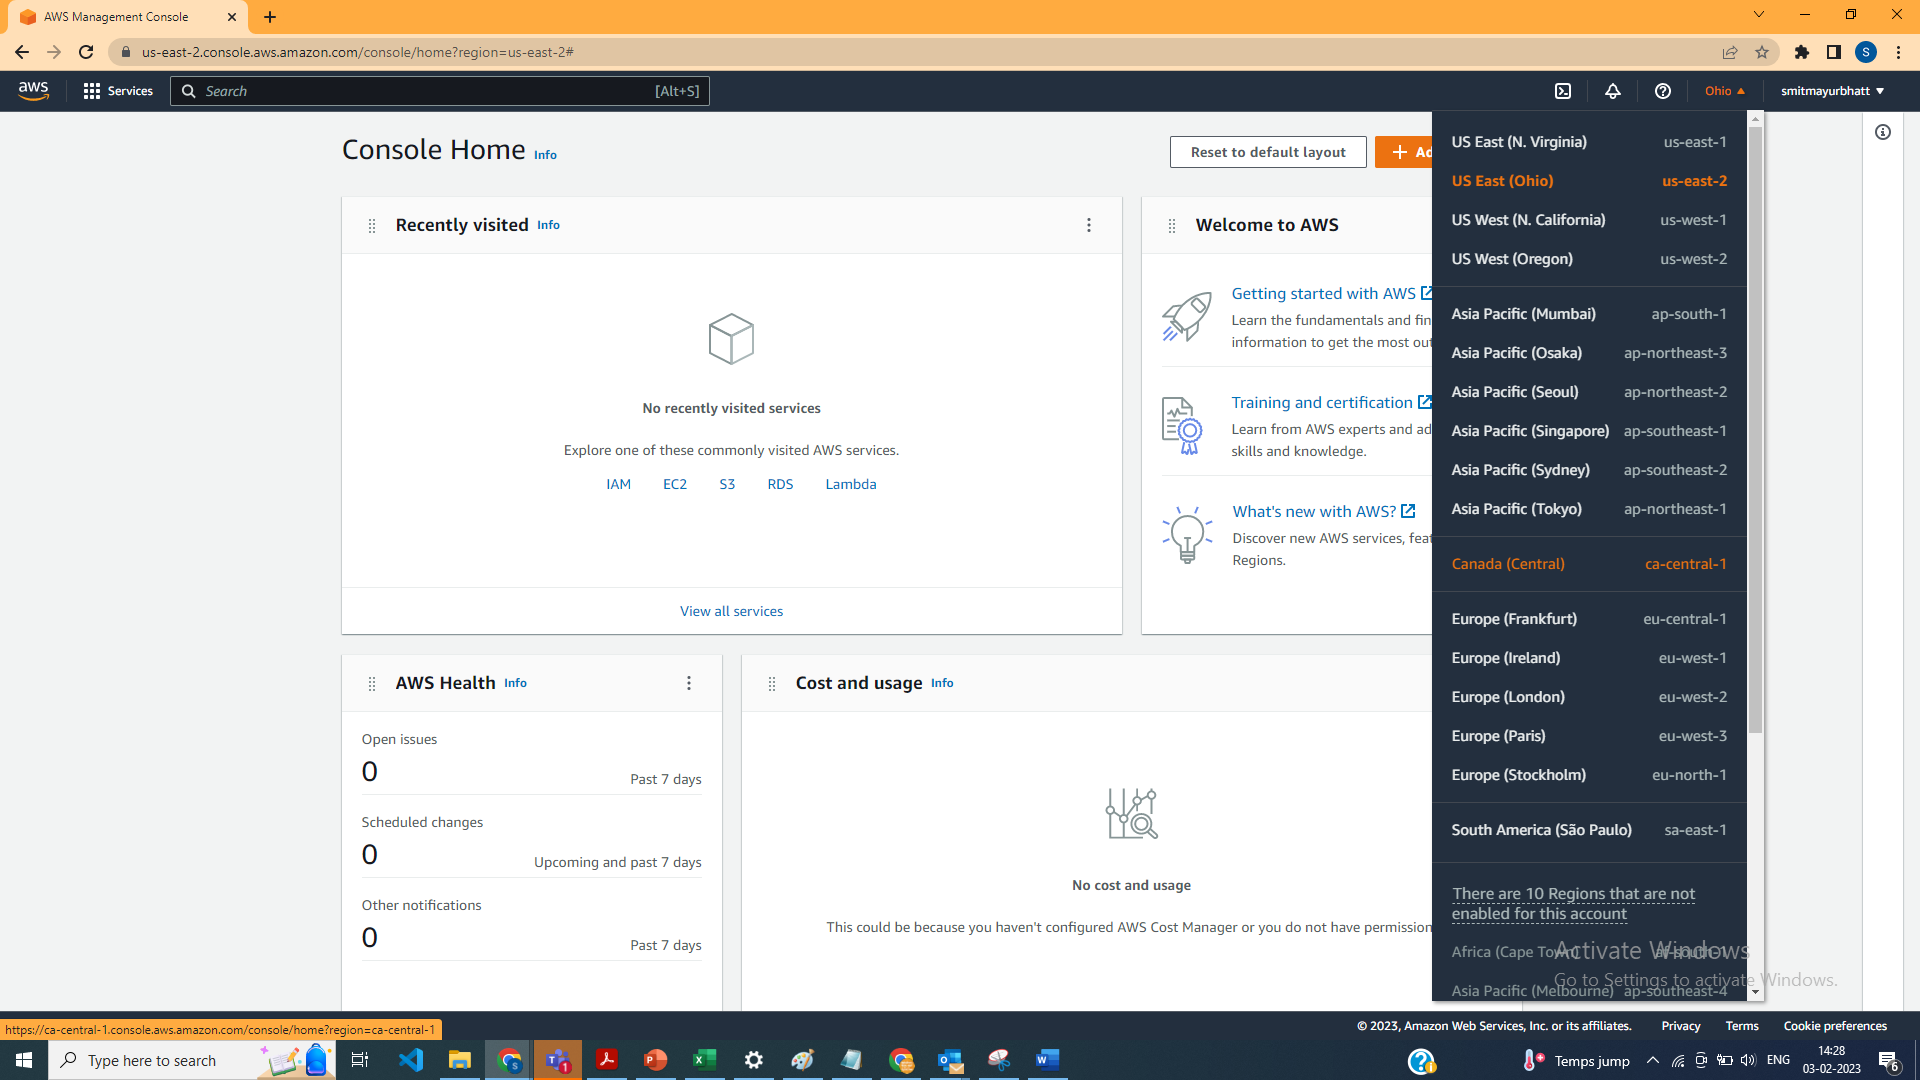 AWS Management Console
us-east-2.console.aws.amazon.com/console/home?region=us-east-2#
S
aws
Services
Search
[Alt+S]
Ohio
smitmayurbhatt
Console Home Info
Reset to default layout
+ Ad
Recently visited Info
No recently visited services
Explore one of these commonly visited AWS services.
IAM EC2 S3 RDS Lambda
View all services
Welcome to AWS
Getting started with AWS
Learn the fundamentals and fin
information to get the most out
Training and certification
Learn from AWS experts and ad
skills and knowledge.
What's new with AWS?
Discover new AWS services, feat
Regions.
US East (N. Virginia) us-east-1
US East (Ohio) us-east-2
US West (N. California) us-west-1
US West (Oregon) us-west-2
Asia Pacific (Mumbai) ap-south-1
Asia Pacific (Osaka) ap-northeast-3
Asia Pacific (Seoul) ap-northeast-2
Asia Pacific (Singapore) ap-southeast-1
Asia Pacific (Sydney) ap-southeast-2
Asia Pacific (Tokyo) ap-northeast-1
Canada (Central) ca-central-1
Europe (Frankfurt) eu-central-1
Europe (Ireland) eu-west-1
Europe (London) eu-west-2
Europe (Paris) eu-west-3
Europe (Stockholm) eu-north-1
South America (São Paulo) sa-east-1
There are 10 Regions that are not
enabled for this account
Africa (Cape Town) af-south-1
Asia Pacific (Melbourne) ap-southeast-4
Activate Windows
Go to Settings to activate Windows.
AWS Health Info
Open issues
0 Past 7 days
Scheduled changes
0 Upcoming and past 7 days
Other notifications
0 Past 7 days
Cost and usage Info
No cost and usage
This could be because you haven't configured AWS Cost Manager or you do not have permission
https://ca-central-1.console.aws.amazon.com/console/home?region=ca-central-1
© 2023, Amazon Web Services, Inc. or its affiliates. Privacy Terms Cookie preferences
Type here to search
Temps jump
ENG
14:28
03-02-2023
6